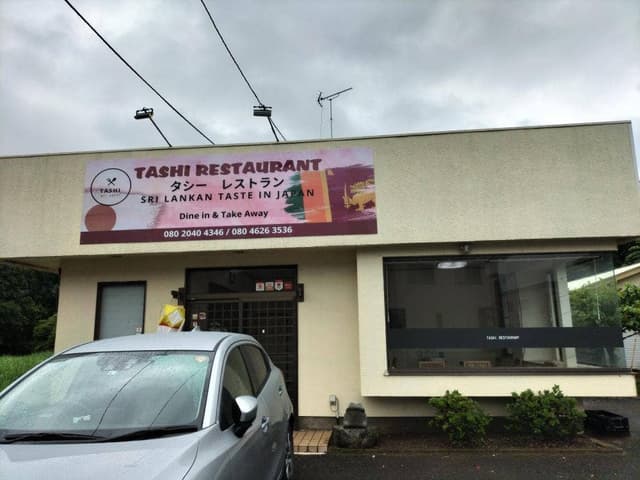 TASHI RESTAURANT
タシー　レストラン
TASHI
SRI LANKAN TASTE IN JAPAN
Dine in & Take Away
080 2040 4346 / 080 4626 3536
TASHI RESTAURANT